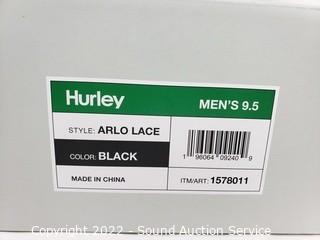 Hurley
MEN'S 9.5
STYLE: ARLO LACE
COLOR: BLACK
1 96064 09240 9
MADE IN CHINA
ITM/ART: 1578011
Copyright 2022 - Sound Auction Service